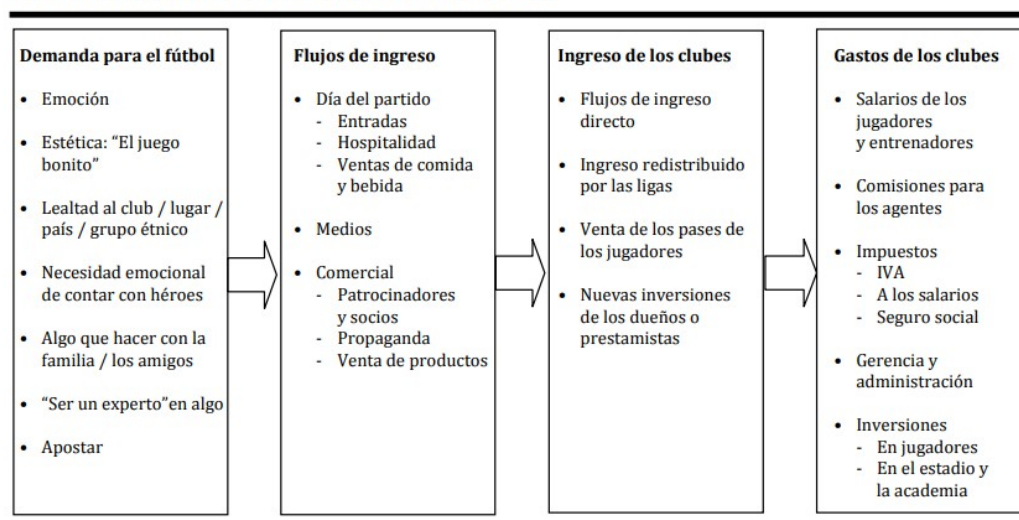 Demanda para el fútbol
• Emoción
• Estética: “El juego
bonito”
• Lealtad al club / lugar /
país / grupo étnico
• Necesidad emocional
de contar con héroes
• Algo que hacer con la
familia / los amigos
• “Ser un experto”en algo
• Apostar
Flujos de ingreso
• Día del partido
- Entradas
- Hospitalidad
- Ventas de comida
y bebida
• Medios
• Comercial
- Patrocinadores
y socios
- Propaganda
- Venta de productos
Ingreso de los clubes
• Flujos de ingreso
directo
• Ingreso redistribuido
por las ligas
• Venta de los pases de
los jugadores
• Nuevas inversiones
de los dueños o
prestamistas
Gastos de los clubes
• Salarios de los
jugadores
y entrenadores
• Comisiones para
los agentes
• Impuestos
- IVA
- A los salarios
- Seguro social
• Gerencia y
administración
• Inversiones
- En jugadores
- En el estadio y
la academia